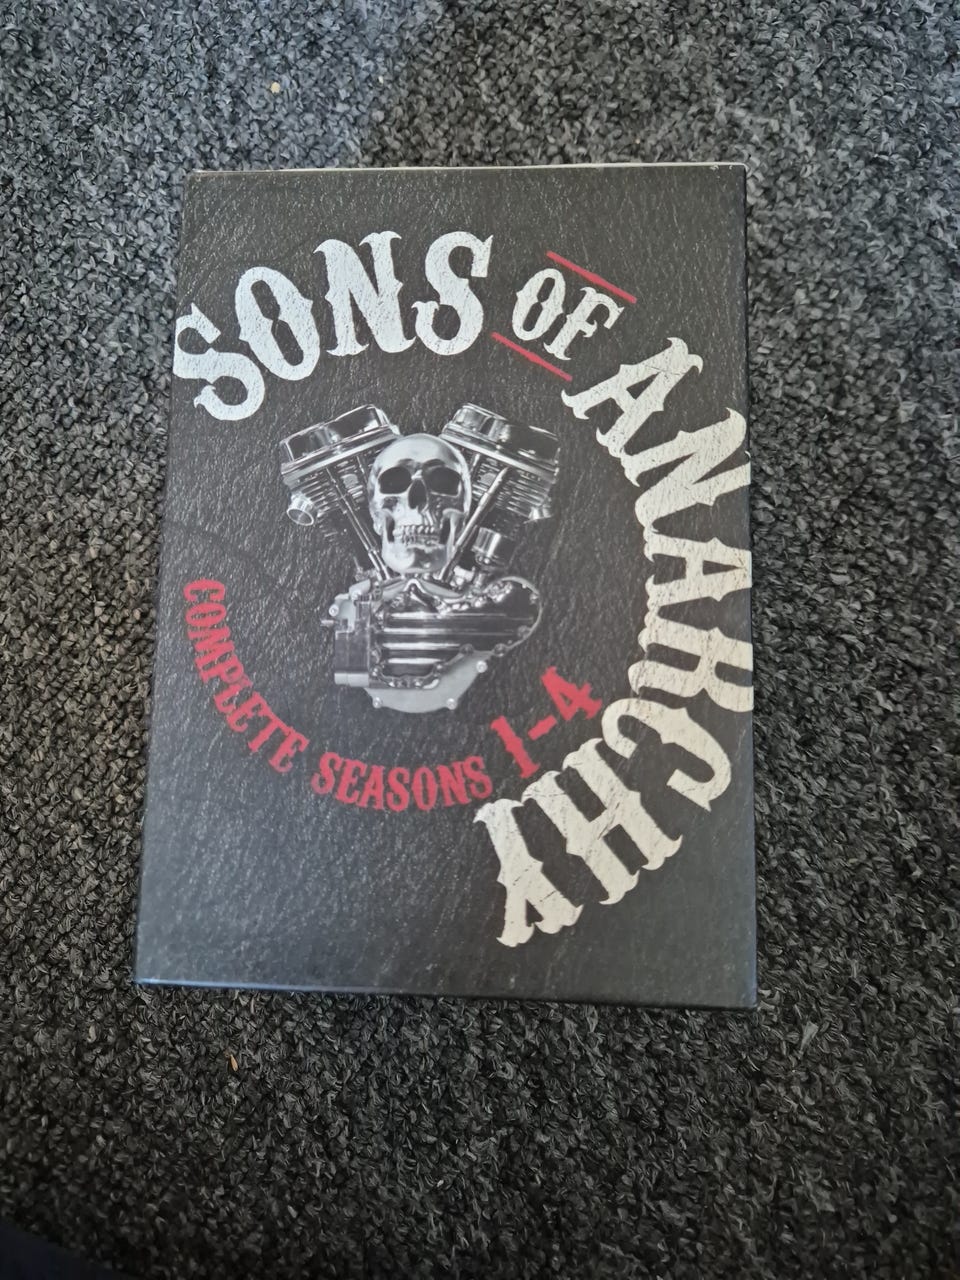 SONS OF ANARCHY
COMPLETE SEASONS 1-4